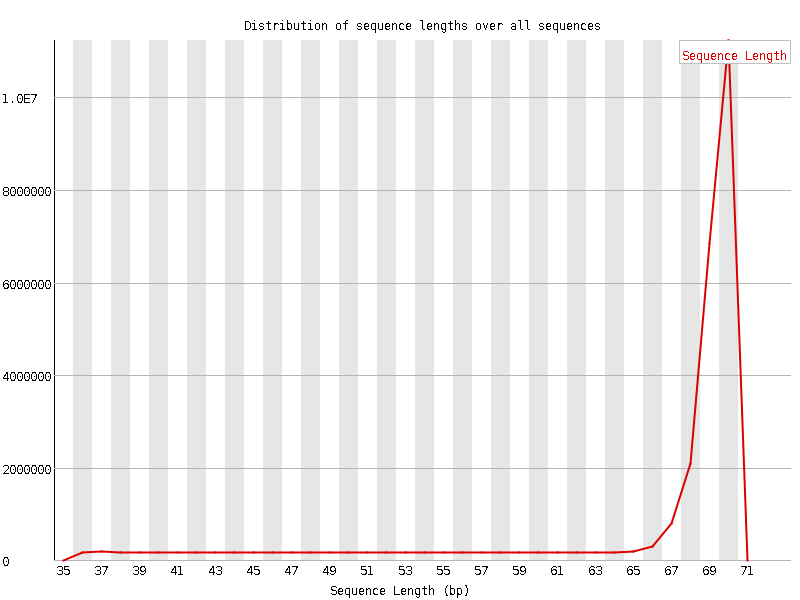 Distribution of sequence lengths over all sequences
Sequence Length
1.0E7
8000000
6000000
4000000
2000000
0
35 37 39 41 43 45 47 49 51 53 55 57 59 61 63 65 67 69 71
Sequence Length (bp)